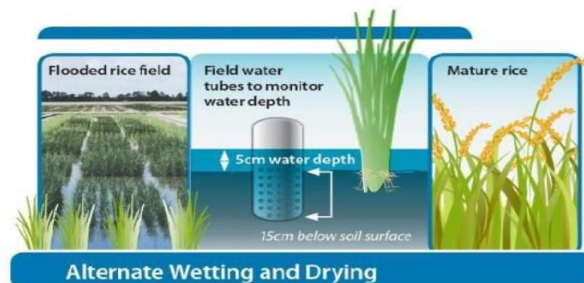 Flooded rice field
Field water
tubes to monitor
water depth
5cm water depth
15cm below soil surface
Mature rice
Alternate Wetting and Drying